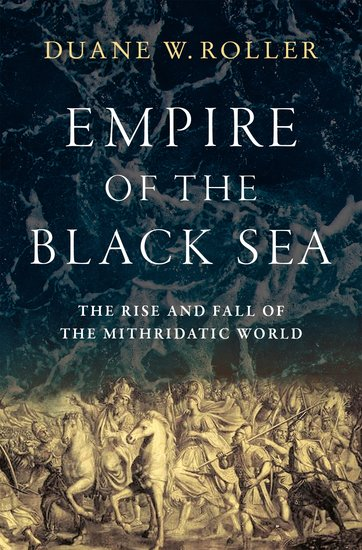 DUANE W. ROLLER
EMPIRE
OF THE
BLACK SEA
THE RISE AND FALL OF
THE MITHRIDATIC WORLD